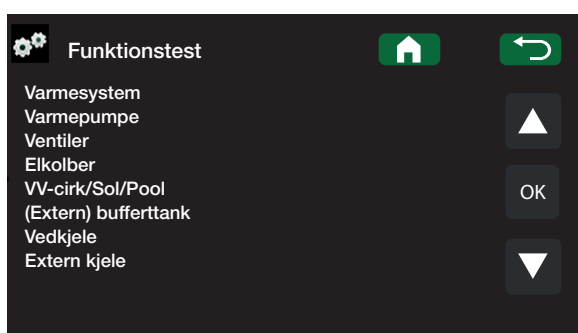 Funktionstest
Varmesystem
Varmepumpe
Ventiler
Elkolber
VV-cirk/Sol/Pool
(Extern) bufferttank
Vedkjele
Extern kjele
OK